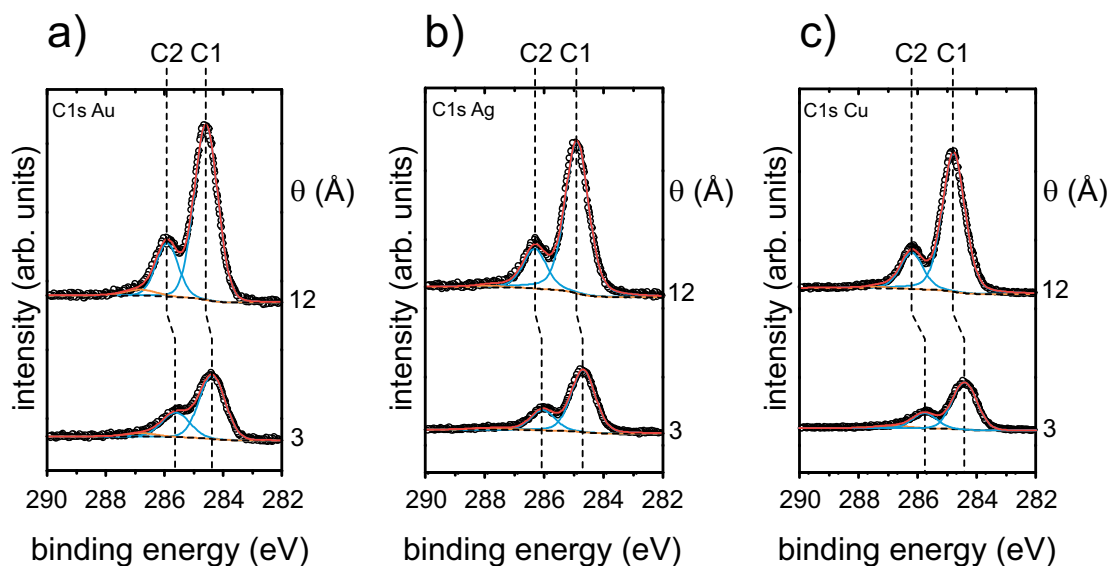 a)
C2 C1
C1s Au
intensity (arb. units)
θ (Å)
12
3
290 288 286 284 282
binding energy (eV)
b)
C2 C1
C1s Ag
intensity (arb. units)
θ (Å)
12
3
290 288 286 284 282
binding energy (eV)
c)
C2 C1
C1s Cu
intensity (arb. units)
θ (Å)
12
3
290 288 286 284 282
binding energy (eV)